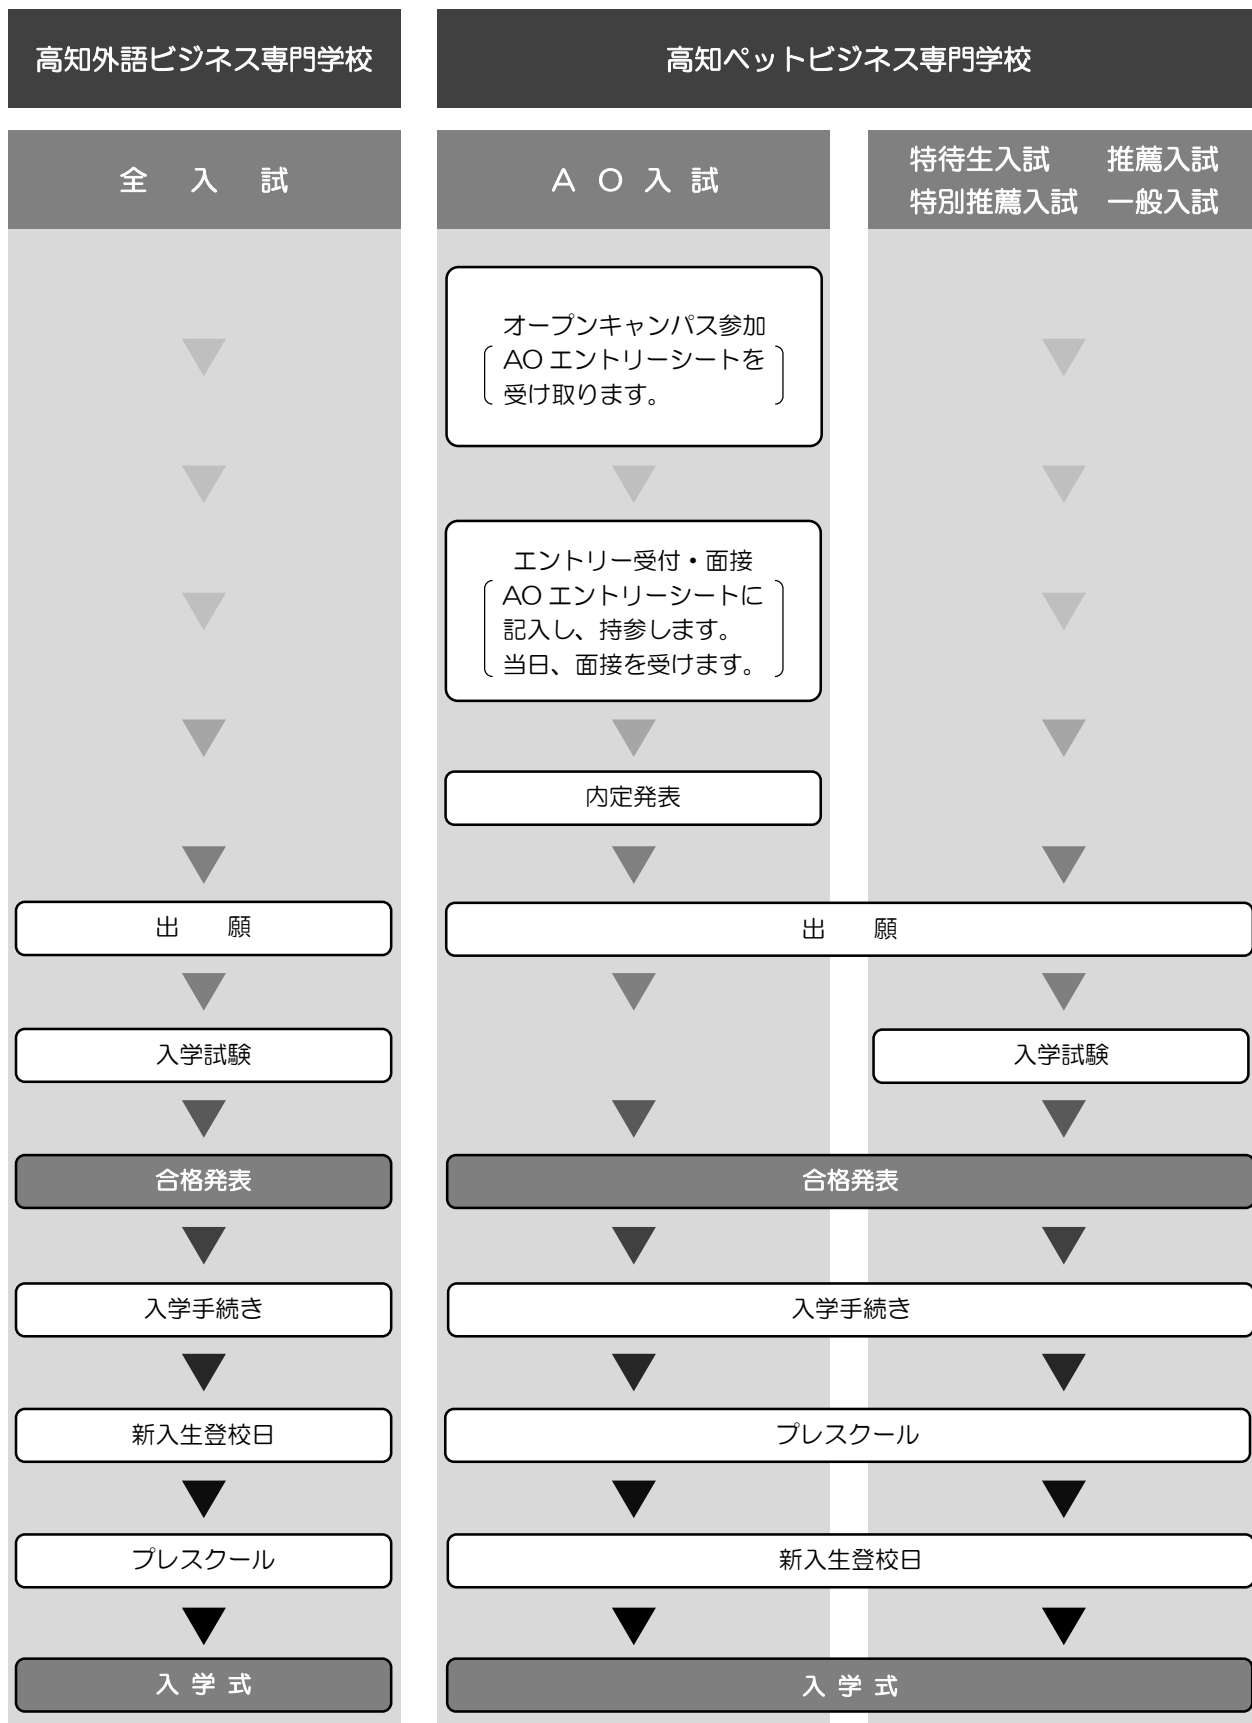 高知外語ビジネス専門学校
高知ペットビジネス専門学校
全 入 試
A O 入 試
特待生入試 推薦入試
特別推薦入試 一般入試
オープンキャンパス参加
AO エントリーシートを
受け取ります。
エントリー受付・面接
AO エントリーシートに
記入し、持参します。
当日、面接を受けます。
内定発表
出 願
出 願
入学試験
入学試験
合格発表
合格発表
入学手続き
入学手続き
新入生登校日
プレスクール
プレスクール
新入生登校日
入 学 式
入 学 式